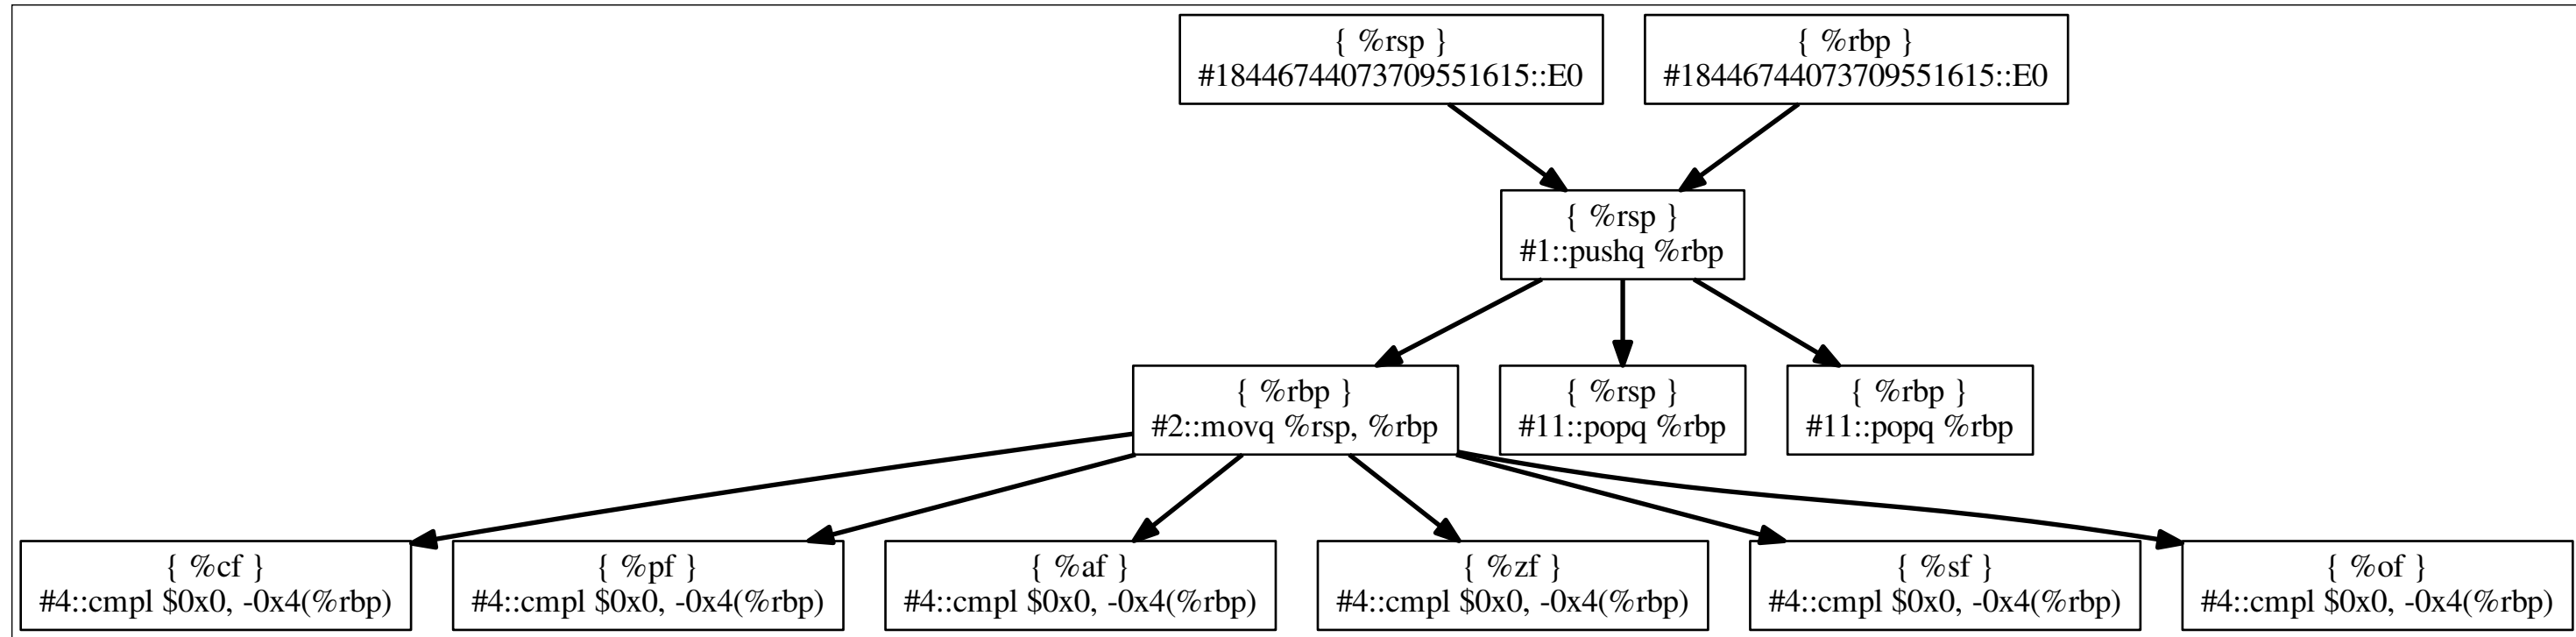 { %rsp }
#18446744073709551615::E0
{ %rbp }
#18446744073709551615::E0
{ %rsp }
#1::pushq %rbp
{ %rbp }
#2::movq %rsp, %rbp
{ %rsp }
#11::popq %rbp
{ %rbp }
#11::popq %rbp
{ %cf }
#4::cmpl $0x0, -0x4(%rbp)
{ %pf }
#4::cmpl $0x0, -0x4(%rbp)
{ %af }
#4::cmpl $0x0, -0x4(%rbp)
{ %zf }
#4::cmpl $0x0, -0x4(%rbp)
{ %sf }
#4::cmpl $0x0, -0x4(%rbp)
{ %of }
#4::cmpl $0x0, -0x4(%rbp)